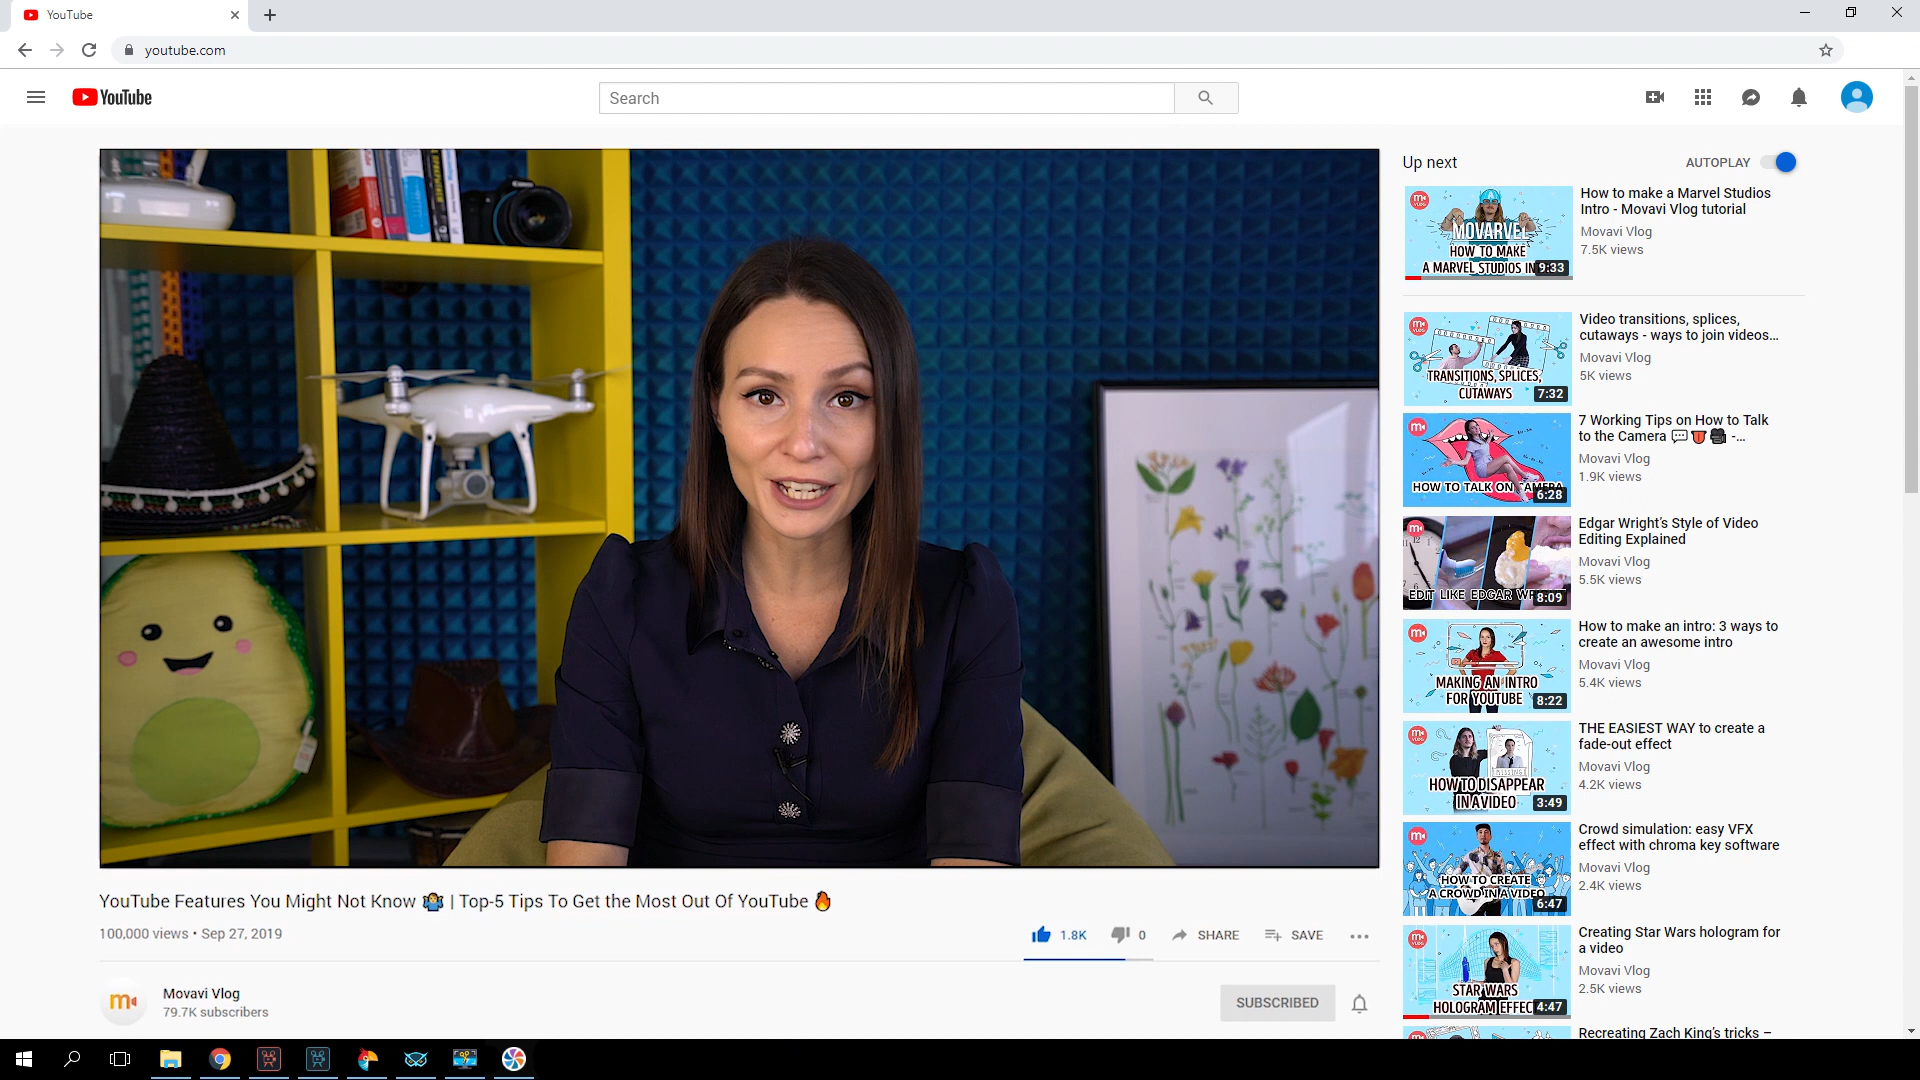 YouTube
youtube.com
YouTube
Search
Up next
AUTOPLAY
MOVARVEL
HOW TO MAKE
A MARVEL STUDIOS IN
9:33
How to make a Marvel Studios
Intro - Movavi Vlog tutorial
Movavi Vlog
7.5K views
TRANSITIONS, SPLICES,
CUTAWAYS
7:32
Video transitions, splices,
cutaways - ways to join videos...
Movavi Vlog
5K views
HOW TO TALK ON CAMERA
6:28
7 Working Tips on How to Talk
to the Camera 💬👅🎥 -...
Movavi Vlog
1.9K views
EDIT LIKE EDGAR WR
8:09
Edgar Wright's Style of Video
Editing Explained
Movavi Vlog
5.5K views
MAKING AN INTRO
FOR YOUTUBE
8:22
How to make an intro: 3 ways to
create an awesome intro
Movavi Vlog
5.4K views
MISSING
HOW TO DISAPPEAR
IN A VIDEO
3:49
THE EASIEST WAY to create a
fade-out effect
Movavi Vlog
4.2K views
HOW TO CREATE
A CROWD IN A VIDEO
6:47
Crowd simulation: easy VFX
effect with chroma key software
Movavi Vlog
2.4K views
STAR WARS
HOLOGRAM EFFEC
4:47
Creating Star Wars hologram for
a video
Movavi Vlog
2.5K views
Recreating Zach King's tricks –
YouTube Features You Might Not Know 🤷 | Top-5 Tips To Get the Most Out Of YouTube 🔥
100,000 views • Sep 27, 2019
1.8K
0
SHARE
SAVE
Movavi Vlog
79.7K subscribers
SUBSCRIBED